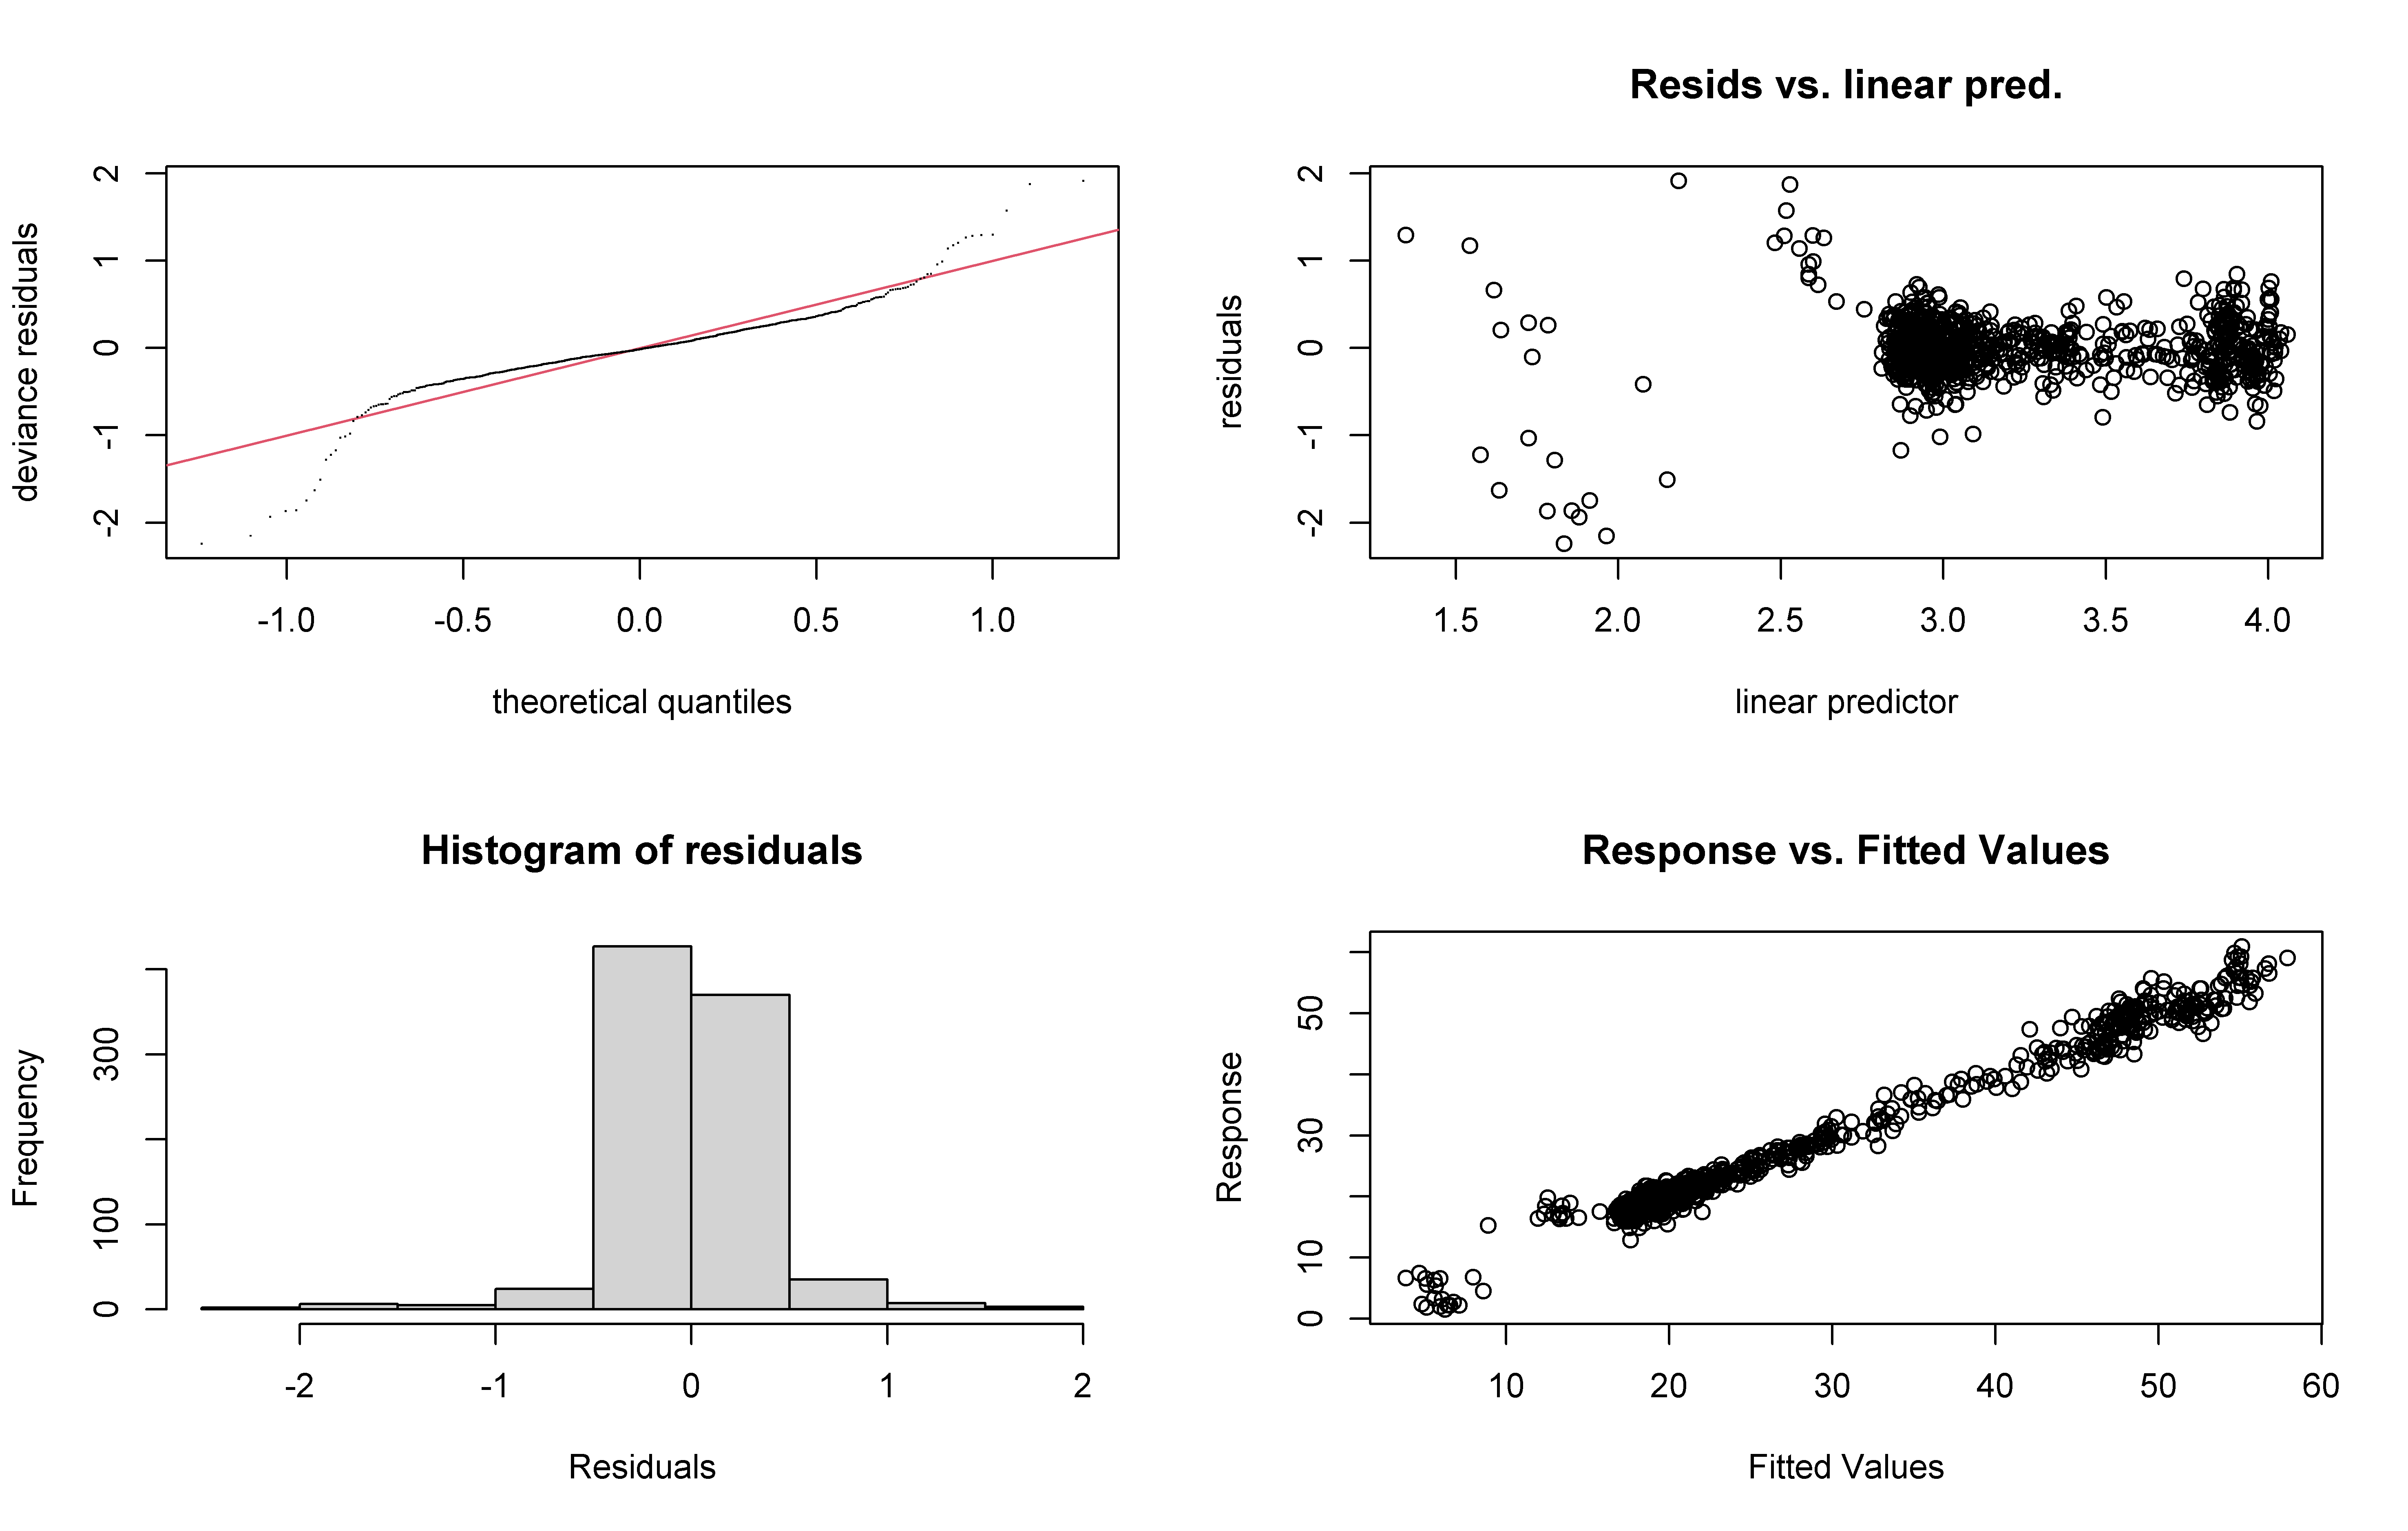 deviance residuals
2
1
0
-1
-2
-1.0 -0.5 0.0 0.5 1.0
theoretical quantiles
Resids vs. linear pred.
residuals
2
1
0
-1
-2
1.5 2.0 2.5 3.0 3.5 4.0
linear predictor
Histogram of residuals
Frequency
300
100
0
-2 -1 0 1 2
Residuals
Response vs. Fitted Values
Response
50
30
10
0
10 20 30 40 50 60
Fitted Values